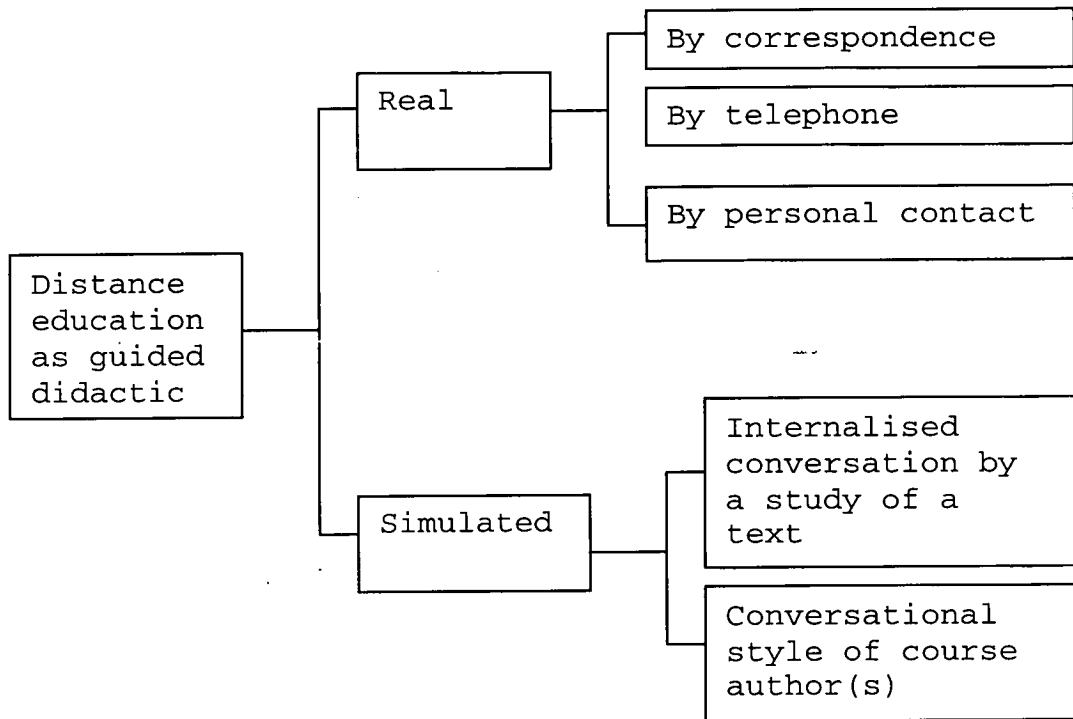 By correspondence
Real
By telephone
By personal contact
Distance
education
as guided
didactic
Internalised
conversation by
a study of a
text
Simulated
Conversational
style of course
author(s)